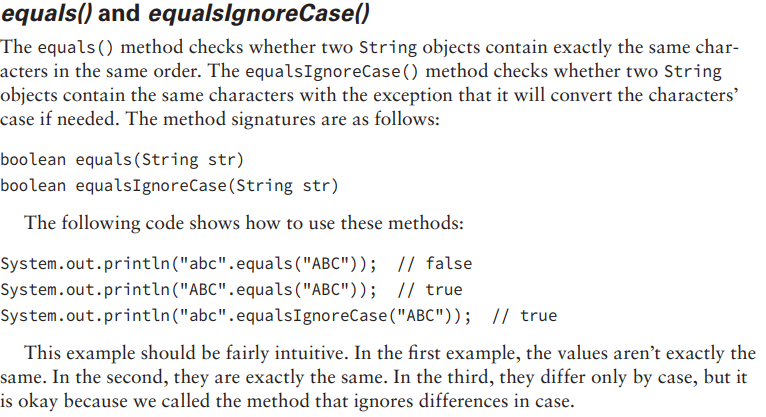 equals() and equalsIgnoreCase()
The equals() method checks whether two String objects contain exactly the same char-
acters in the same order. The equalsIgnoreCase() method checks whether two String
objects contain the same characters with the exception that it will convert the characters’
case if needed. The method signatures are as follows:
boolean equals(String str)
boolean equalsIgnoreCase(String str)
The following code shows how to use these methods:
System.out.println("abc".equals("ABC")); // false
System.out.println("ABC".equals("ABC")); // true
System.out.println("abc".equalsIgnoreCase("ABC")); // true
This example should be fairly intuitive. In the first example, the values aren’t exactly the
same. In the second, they are exactly the same. In the third, they differ only by case, but it
is okay because we called the method that ignores differences in case.